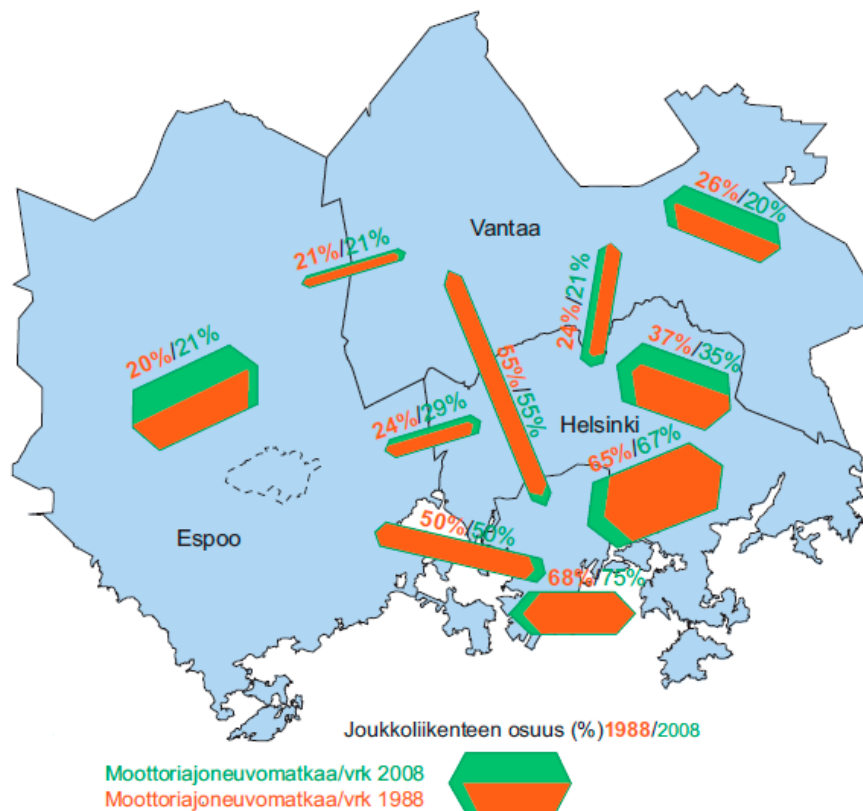 26%/20%
Vantaa
21%/21%
24%/21%
20%/21%
65%/55%
37%/35%
24%/29%
Helsinki
65%/67%
50%/50%
Espoo
68%/75%
Joukkoliikenteen osuus (%)1988/2008
Moottoriajoneuvomatkaa/vrk 2008
Moottoriajoneuvomatkaa/vrk 1988